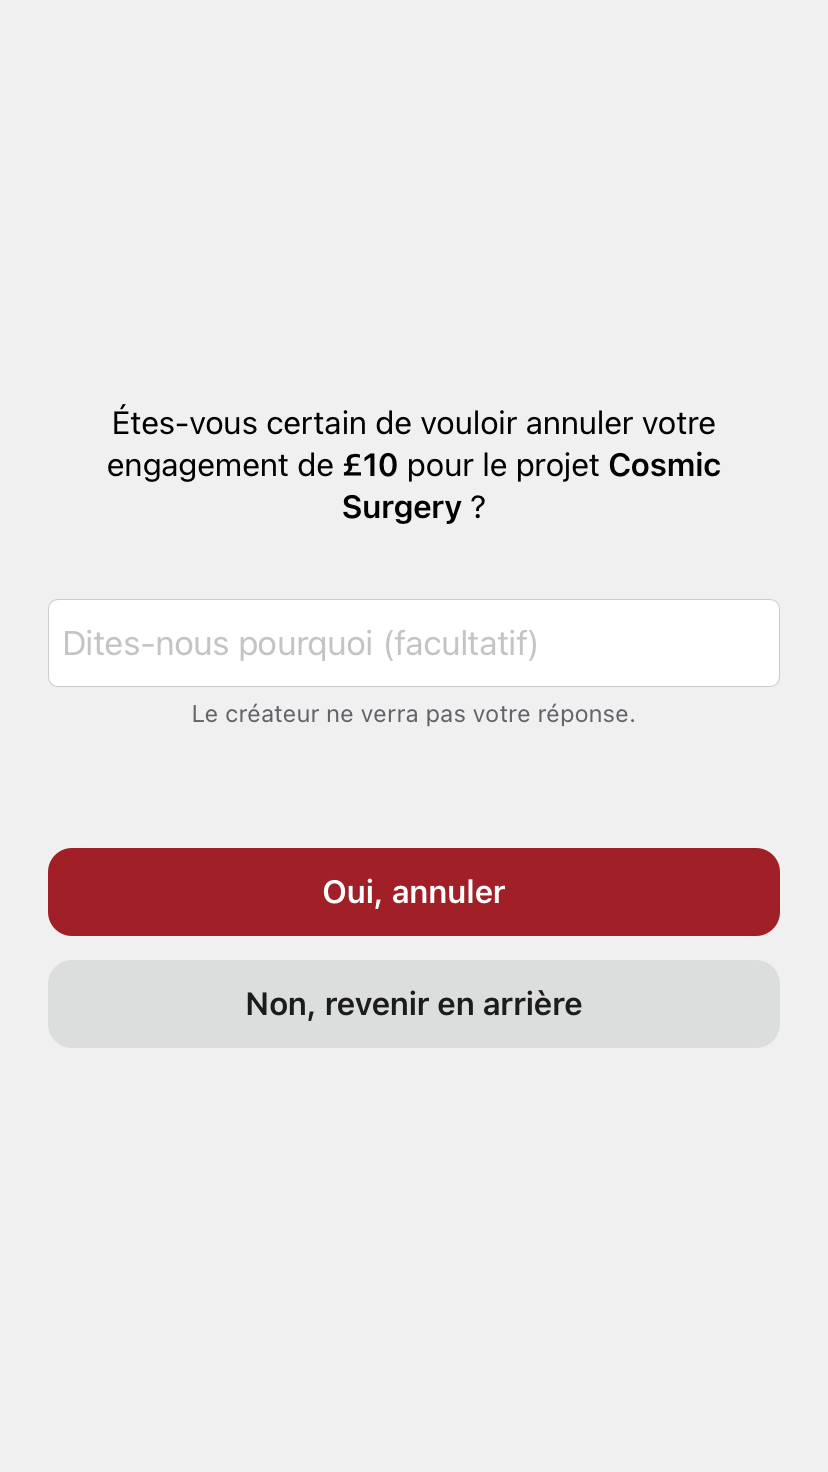 Étes-vous certain de vouloir annuler votre
engagement de £10 pour le projet Cosmic
Surgery ?
Dites-nous pourquoi (facultatif)
Le créateur ne verra pas votre réponse.
Oui, annuler
Non, revenir en arrière